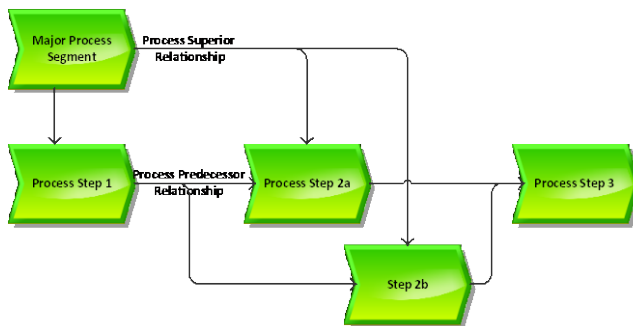 Major Process
Segment
Process Superior
Relationship
Process Step 1
Process Predecessor
Relationship
Process Step 2a
Process Step 3
Step 2b